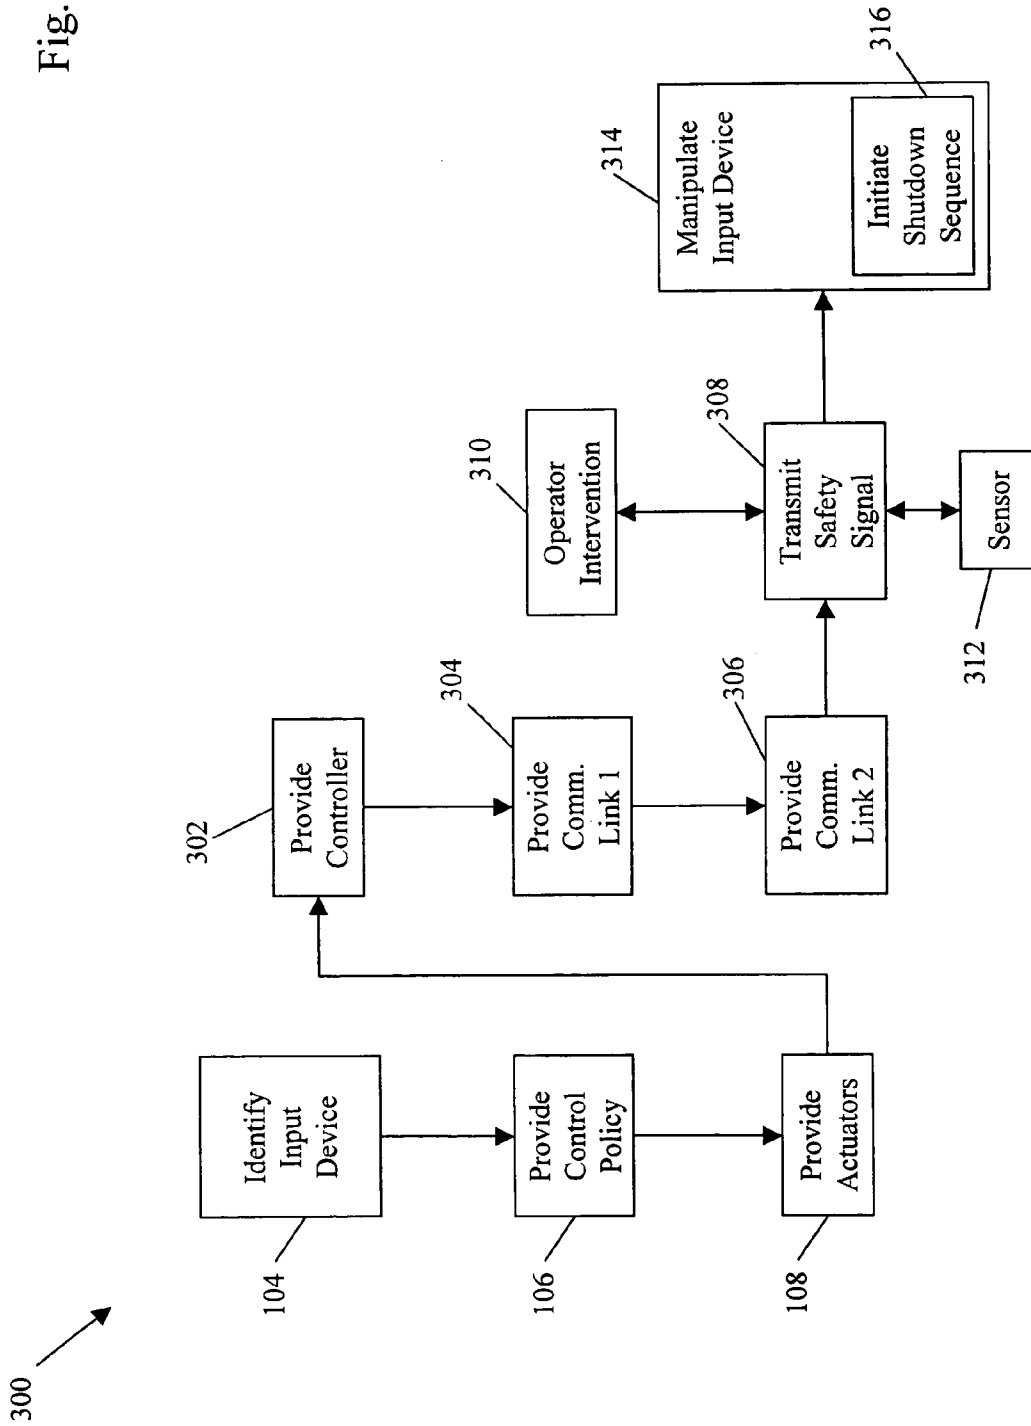 Fig.
300
104
Identify
Input
Device
106
Provide
Control
Policy
108
Provide
Actuators
302
Provide
Controller
304
Provide
Comm.
Link 1
306
Provide
Comm.
Link 2
310
Operator
Intervention
308
Transmit
Safety
Signal
312
Sensor
314
Manipulate
Input Device
316
Initiate
Shutdown
Sequence